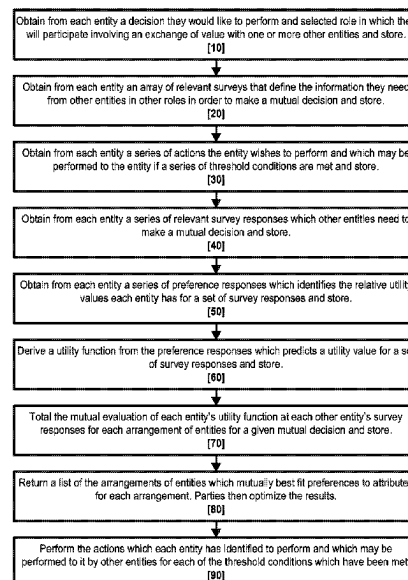 Obtain from each entity a decision they would like to perform and selected role in which the
will participate involving an exchange of value with one or more other entities and store.
[10]
Obtain from each entity an array of relevant surveys that define the information they need
from other entities in other roles in order to make a mutual decision and store.
[20]
Obtain from each entity a series of actions the entity wishes to perform and which may be
performed to the entity if a series of threshold conditions are met and store.
[30]
Obtain from each entity a series of relevant survey responses which other entities need to
make a mutual decision and store.
[40]
Obtain from each entity a series of preference responses which identifies the relative utility
values each entity has for a set of survey responses and store.
[50]
Derive a utility function from the preference responses which predicts a utility value for a se
of survey responses and store.
[60]
Total the mutual evaluation of each entity's utility function at each other entity's survey
responses for each arrangement of entities for a given mutual decision and store.
[70]
Return a list of the arrangements of entities which mutually best fit preferences to attribute
for each arrangement. Parties then optimize the results.
[80]
Perform the actions which each entity has identified to perform and which may be
performed to it by other entities for each of the threshold conditions which have been met
[90]